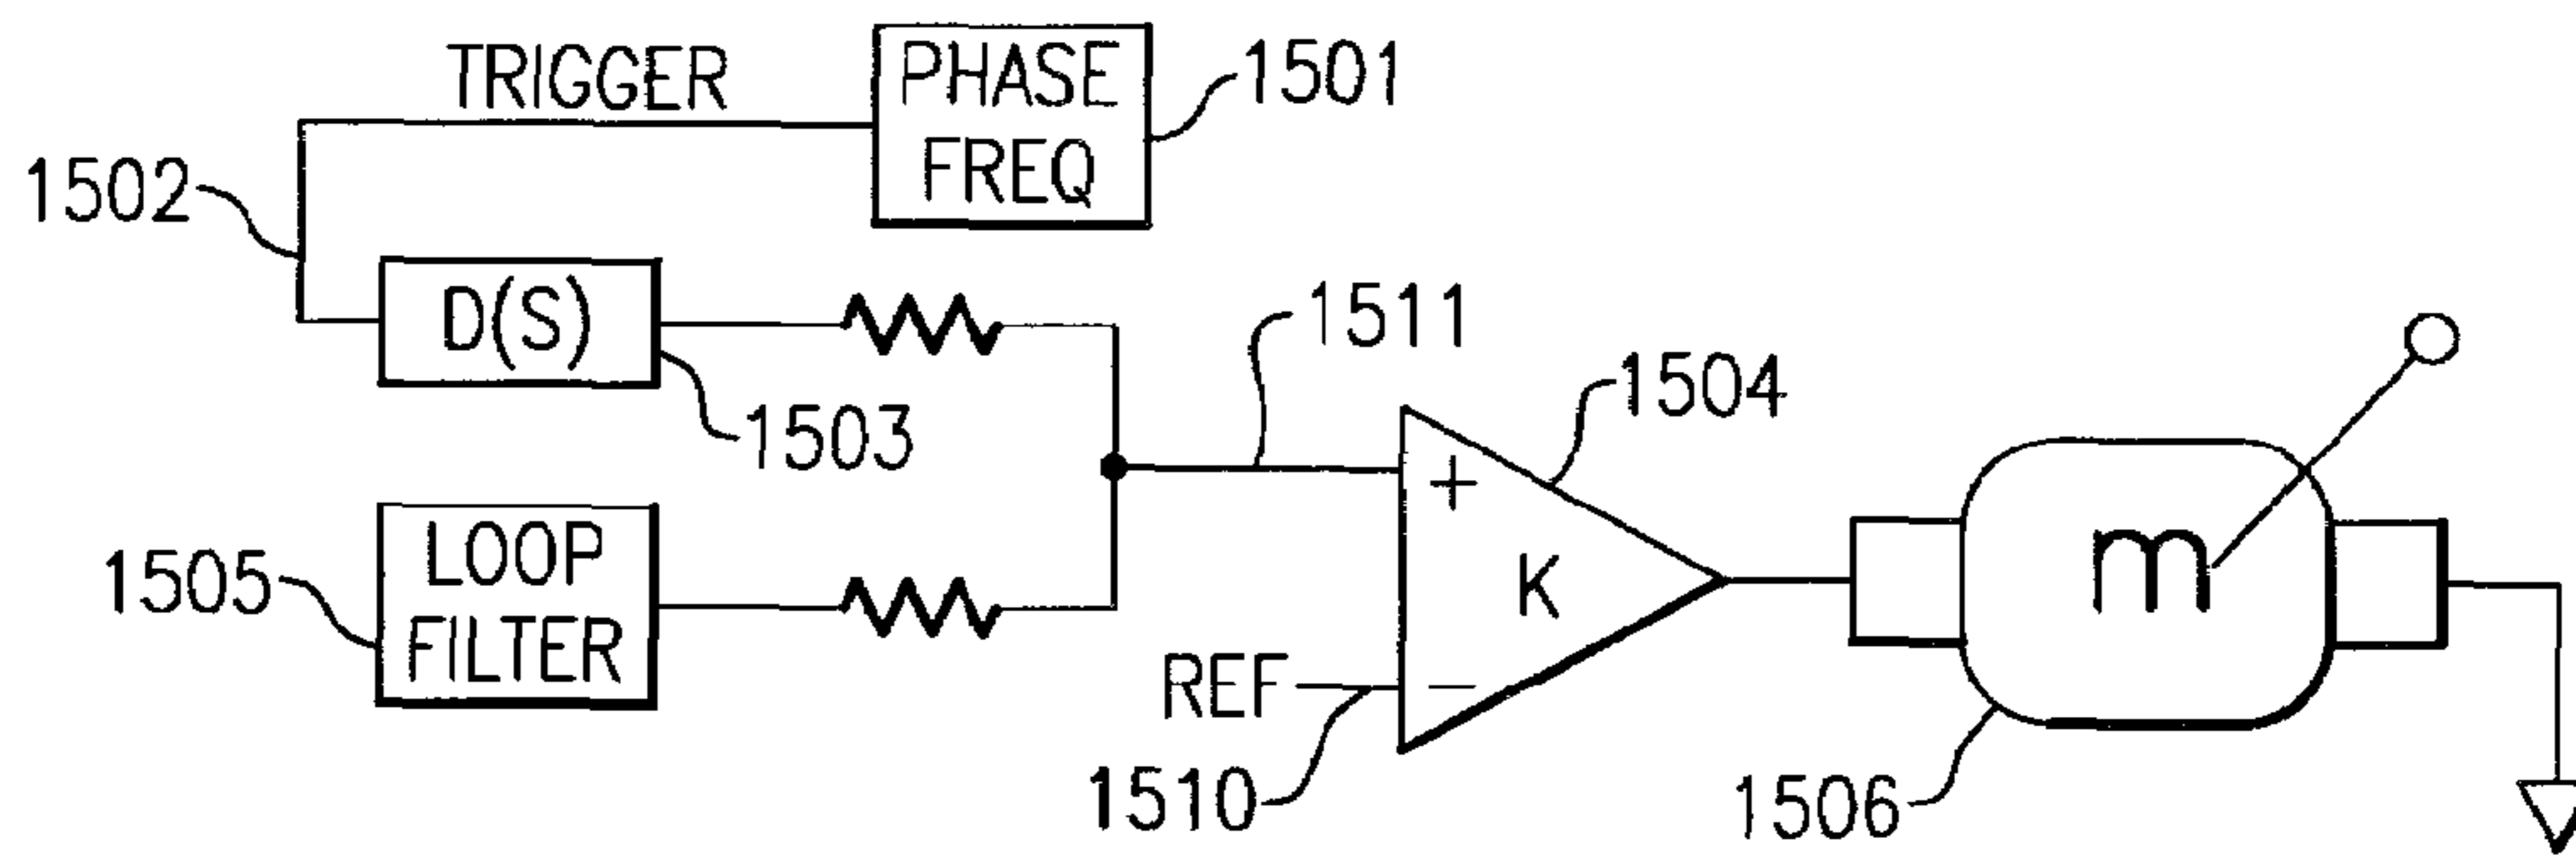 TRIGGER
PHASE
FREQ
1501
1502
D(S)
1503
1511
1504
LOOP
FILTER
1505
+
K
REF
−
1510
m
1506